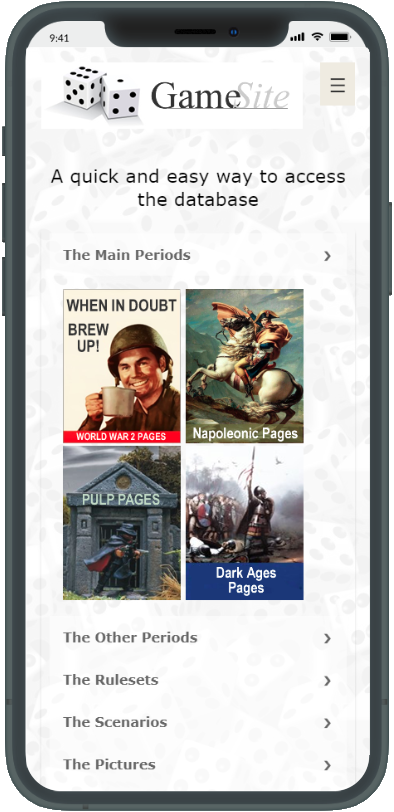 9:41
GameSite
☰
A quick and easy way to access
the database
The Main Periods ›
WHEN IN DOUBT
BREW
UP!
WORLD WAR 2 PAGES
Napoleonic Pages
PULP PAGES
Dark Ages
Pages
The Other Periods ›
The Rulesets ›
The Scenarios ›
The Pictures ›